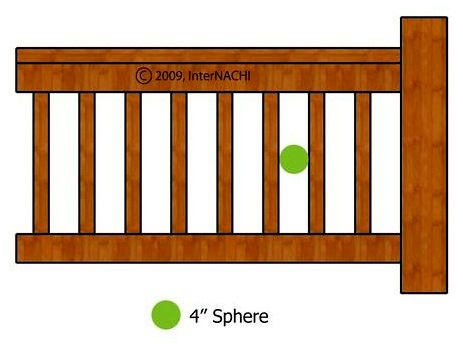 © 2009, InterNACHI
4” Sphere